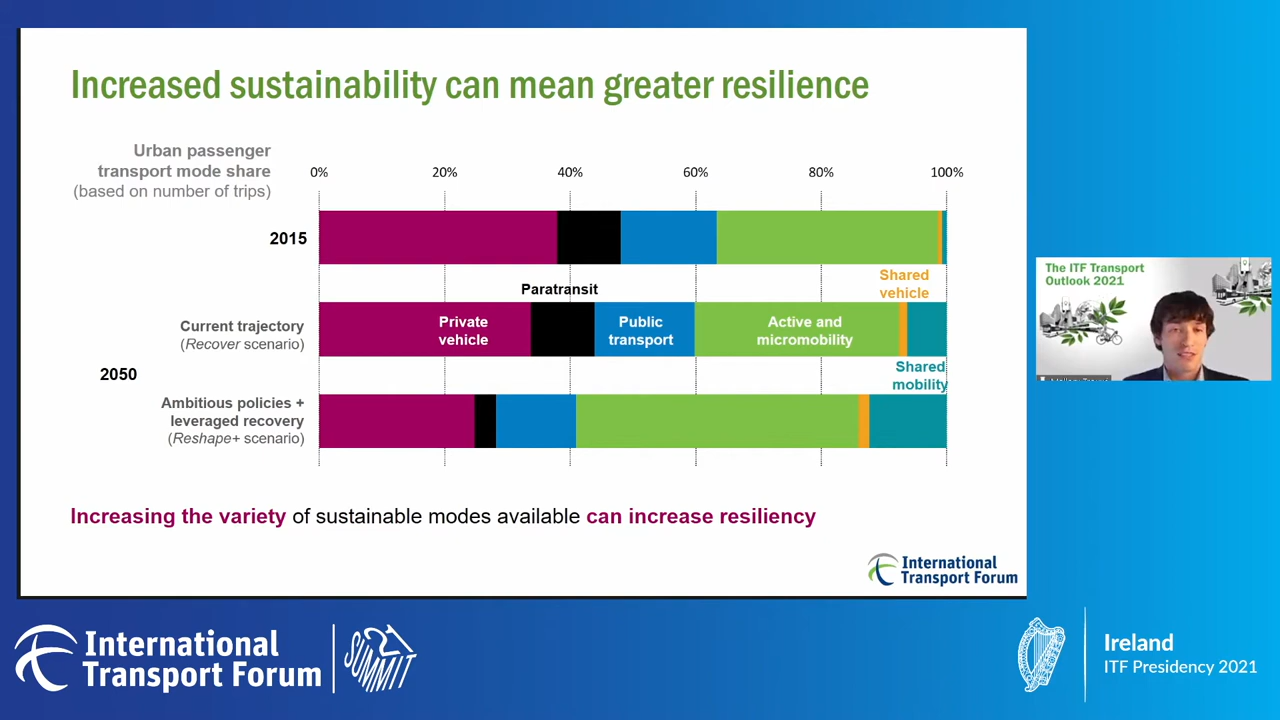 Increased sustainability can mean greater resilience
Urban passenger
transport mode share
(based on number of trips)
0%
20%
40%
60%
80%
100%
2015
Paratransit
Shared
vehicle
Current trajectory
(Recover scenario)
Private
vehicle
Public
transport
Active and
micromobility
Shared
mobility
2050
Ambitious policies +
leveraged recovery
(Reshape+ scenario)
Increasing the variety of sustainable modes available can increase resiliency
International
Transport Forum
The ITF Transport
Outlook 2021
International
Transport Forum
SUMMIT
Ireland
ITF Presidency 2021